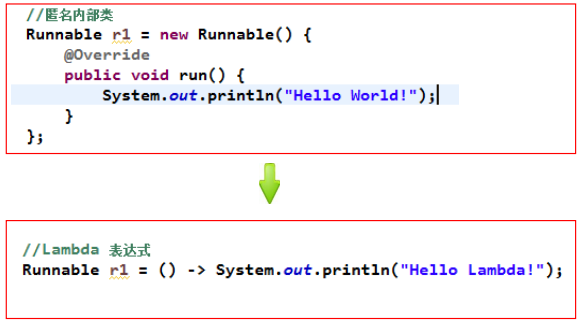 //匿名内部类
Runnable r1 = new Runnable() {
@Override
public void run() {
System.out.println("Hello World!");
}
};
//Lambda 表达式
Runnable r1 = () -> System.out.println("Hello Lambda!");